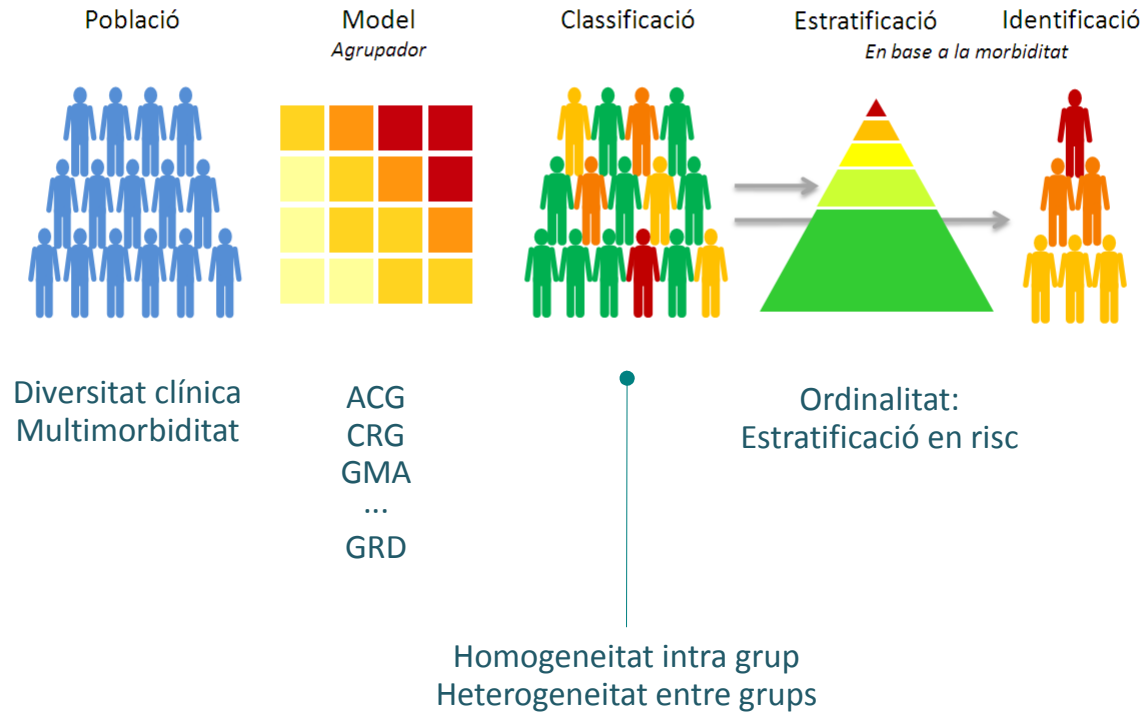 Població
Model
Agrupador
Classificació
Estratificació
Identificació
En base a la morbiditat
Diversitat clínica
Multimorbiditat
ACG
CRG
GMA
...
GRD
Ordinalitat:
Estratificació en risc
Homogeneitat intra grup
Heterogeneitat entre grups